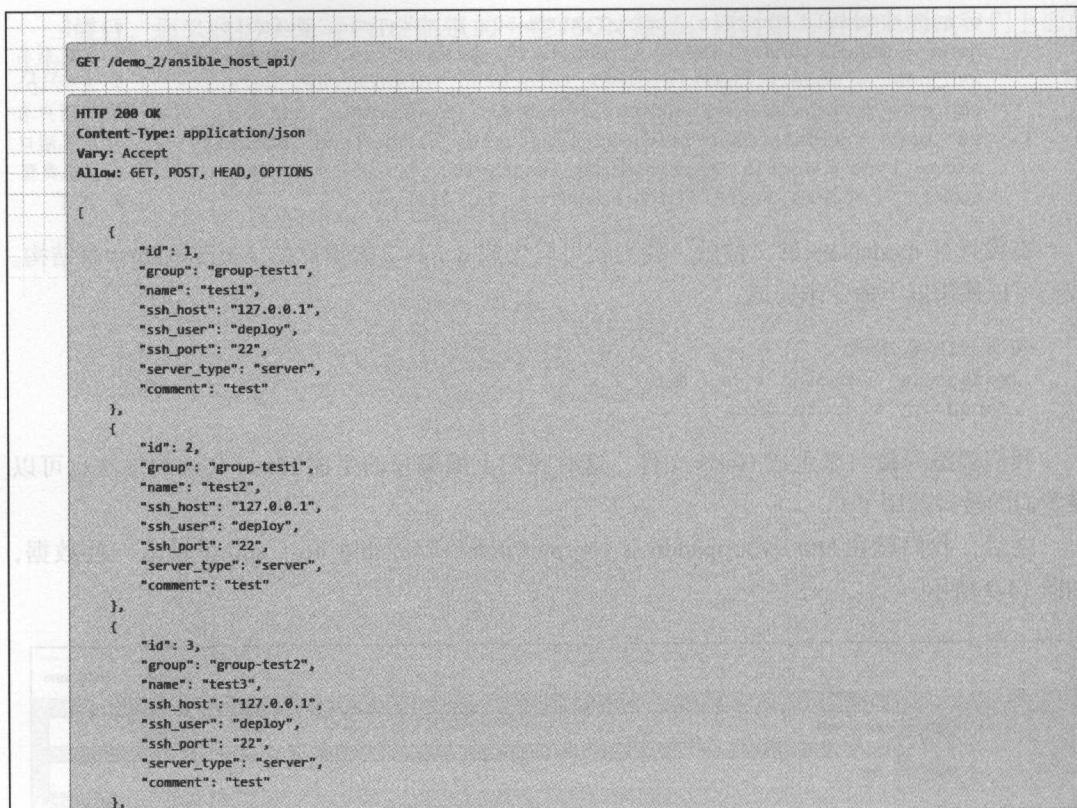 GET /demo_2/ansible_host_api/
HTTP 200 OK
Content-Type: application/json
Vary: Accept
Allow: GET, POST, HEAD, OPTIONS
[
{
"id": 1,
"group": "group-test1",
"name": "test1",
"ssh_host": "127.0.0.1",
"ssh_user": "deploy",
"ssh_port": "22",
"server_type": "server",
"comment": "test"
},
{
"id": 2,
"group": "group-test1",
"name": "test2",
"ssh_host": "127.0.0.1",
"ssh_user": "deploy",
"ssh_port": "22",
"server_type": "server",
"comment": "test"
},
{
"id": 3,
"group": "group-test2",
"name": "test3",
"ssh_host": "127.0.0.1",
"ssh_user": "deploy",
"ssh_port": "22",
"server_type": "server",
"comment": "test"
},